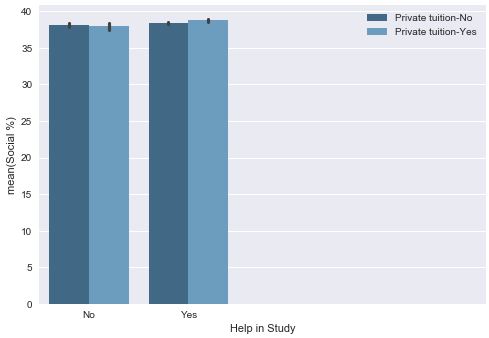 Private tuition-No
Private tuition-Yes
mean(Social %)
40
35
30
25
20
15
10
5
0
No Yes
Help in Study